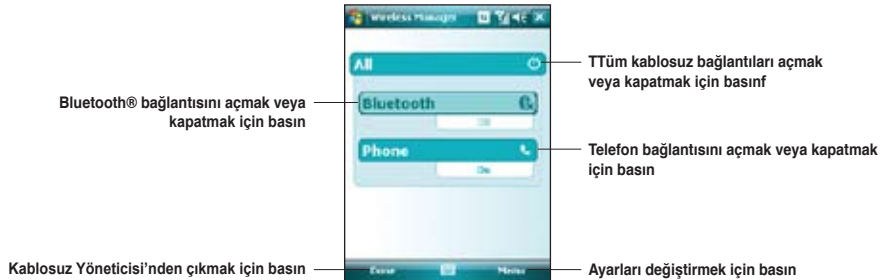 Wireless Manager
All
TTüm kablosuz bağlantıları açmak
veya kapatmak için basınf
Bluetooth® bağlantısını açmak veya
kapatmak için basın
Bluetooth
Off
Phone
On
Telefon bağlantısını açmak veya kapatmak
için basın
Kablosuz Yöneticisi'nden çıkmak için basın
Done
Menu
Ayarları değiştirmek için basın